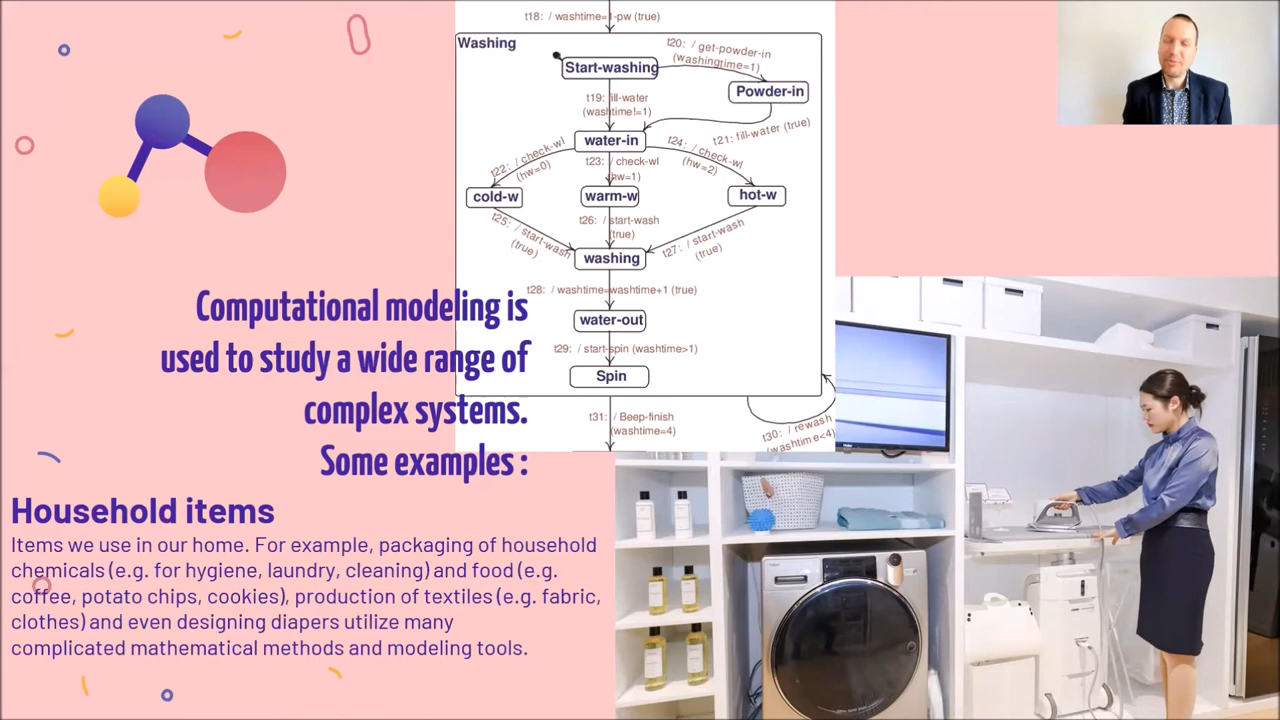 t18: / washtime=1-pw (true)
Washing
t20: / get-powder-in
(washingtime=1)
Start-washing
Powder-in
t19: fill-water
(washtime!=1)
t21: fill-water (true)
water-in
t22: / check-wl
(hw=0)
t23: / check-wl
(hw=1)
t24: / check-wl
(hw=2)
cold-w
warm-w
hot-w
t25: / start-wash
(true)
t26: / start-wash
(true)
t27: / start-wash
(true)
washing
t28: / washtime=washtime+1 (true)
water-out
t29: / start-spin (washtime>1)
Spin
t31: / Beep-finish
(washtime=4)
t30: / rewash
(washtime<4)
Computational modeling is
used to study a wide range of
complex systems.
Some examples :
Household items
Items we use in our home. For example, packaging of household
chemicals (e.g. for hygiene, laundry, cleaning) and food (e.g.
coffee, potato chips, cookies), production of textiles (e.g. fabric,
clothes) and even designing diapers utilize many
complicated mathematical methods and modeling tools.